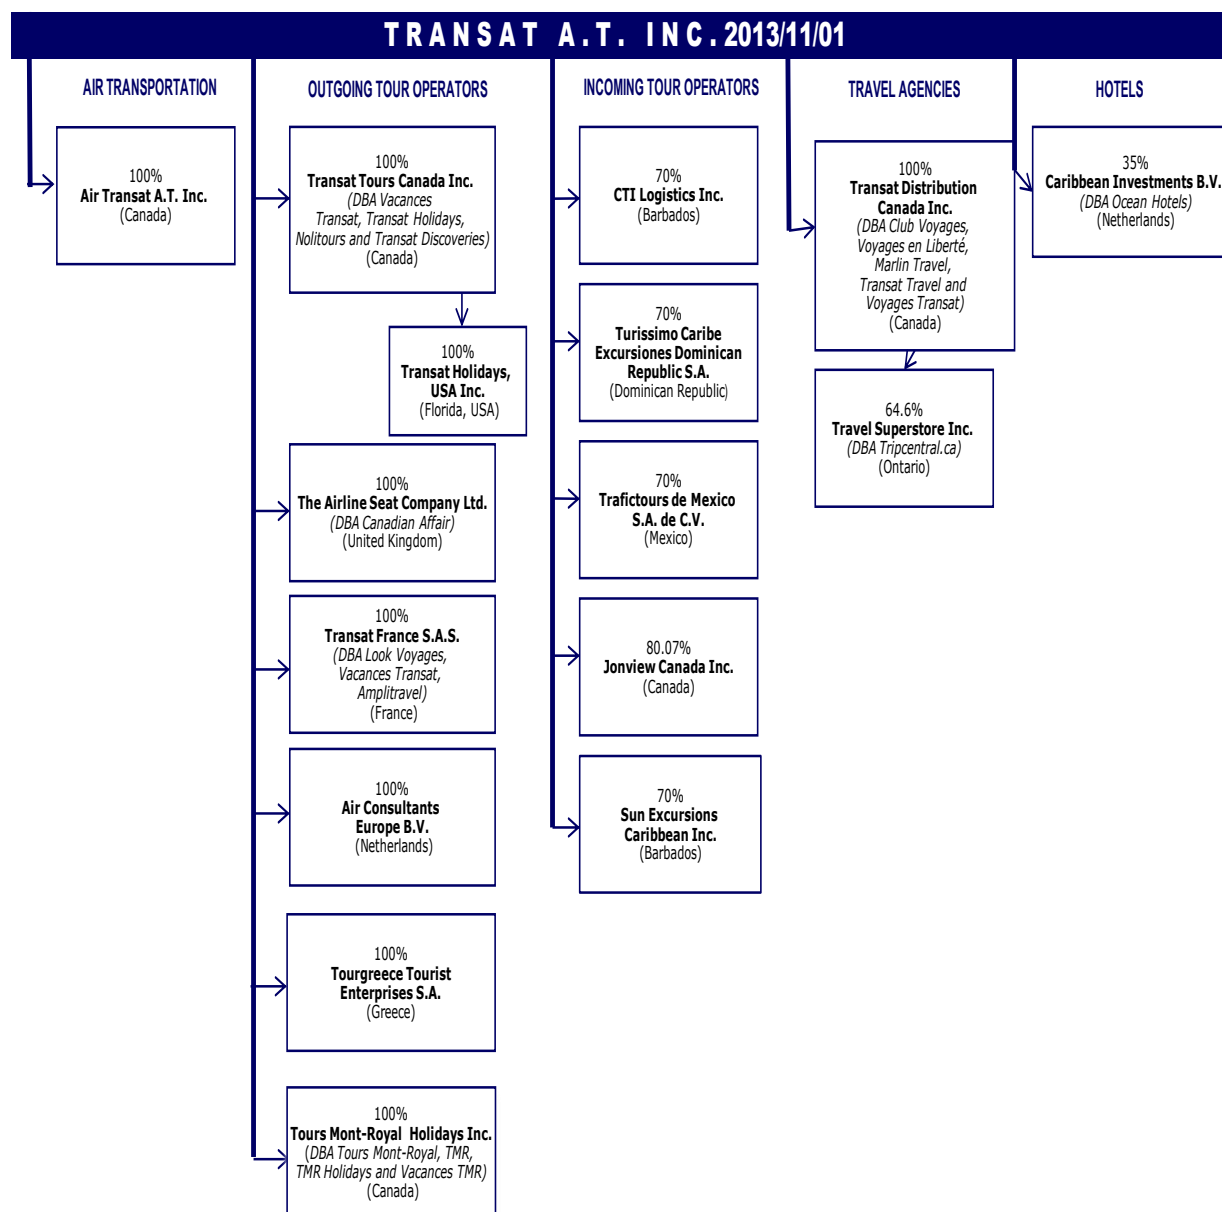 TRANSAT A.T. INC. 2013/11/01
AIR TRANSPORTATION
100%
Air Transat A.T. Inc.
(Canada)
OUTGOING TOUR OPERATORS
100%
Transat Tours Canada Inc.
(DBA Vacances
Transat, Transat Holidays,
Nolitours and Transat Discoveries)
(Canada)
100%
Transat Holidays,
USA Inc.
(Florida, USA)
100%
The Airline Seat Company Ltd.
(DBA Canadian Affair)
(United Kingdom)
100%
Transat France S.A.S.
(DBA Look Voyages,
Vacances Transat,
Amplitravel)
(France)
100%
Air Consultants
Europe B.V.
(Netherlands)
100%
Tourgreece Tourist
Enterprises S.A.
(Greece)
100%
Tours Mont-Royal Holidays Inc.
(DBA Tours Mont-Royal, TMR,
TMR Holidays and Vacances TMR)
(Canada)
INCOMING TOUR OPERATORS
70%
CTI Logistics Inc.
(Barbados)
70%
Turissimo Caribe
Excursiones Dominican
Republic S.A.
(Dominican Republic)
70%
Trafictours de Mexico
S.A. de C.V.
(Mexico)
80.07%
Jonview Canada Inc.
(Canada)
70%
Sun Excursions
Caribbean Inc.
(Barbados)
TRAVEL AGENCIES
100%
Transat Distribution
Canada Inc.
(DBA Club Voyages,
Voyages en Liberté,
Marlin Travel,
Transat Travel and
Voyages Transat)
(Canada)
64.6%
Travel Superstore Inc.
(DBA Tripcentral.ca)
(Ontario)
HOTELS
35%
Caribbean Investments B.V.
(DBA Ocean Hotels)
(Netherlands)